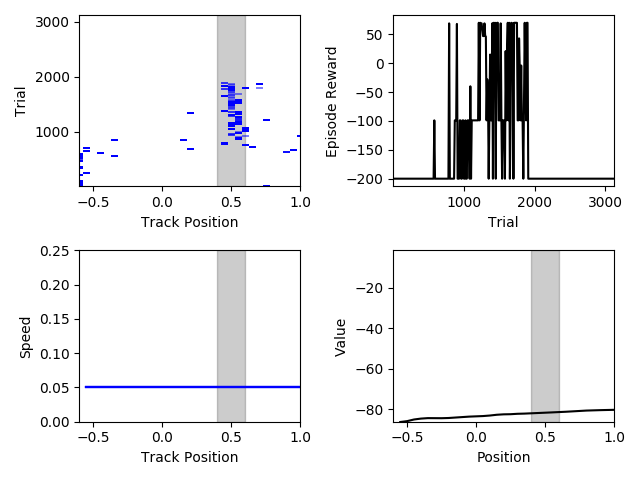 3000
2000
1000
Trial
−0.5 0.0 0.5 1.0
Track Position
50
0
−50
−100
−150
−200
Episode Reward
1000 2000 3000
Trial
0.25
0.20
0.15
0.10
0.05
0.00
Speed
−0.5 0.0 0.5 1.0
Track Position
−20
−40
−60
−80
Value
−0.5 0.0 0.5 1.0
Position